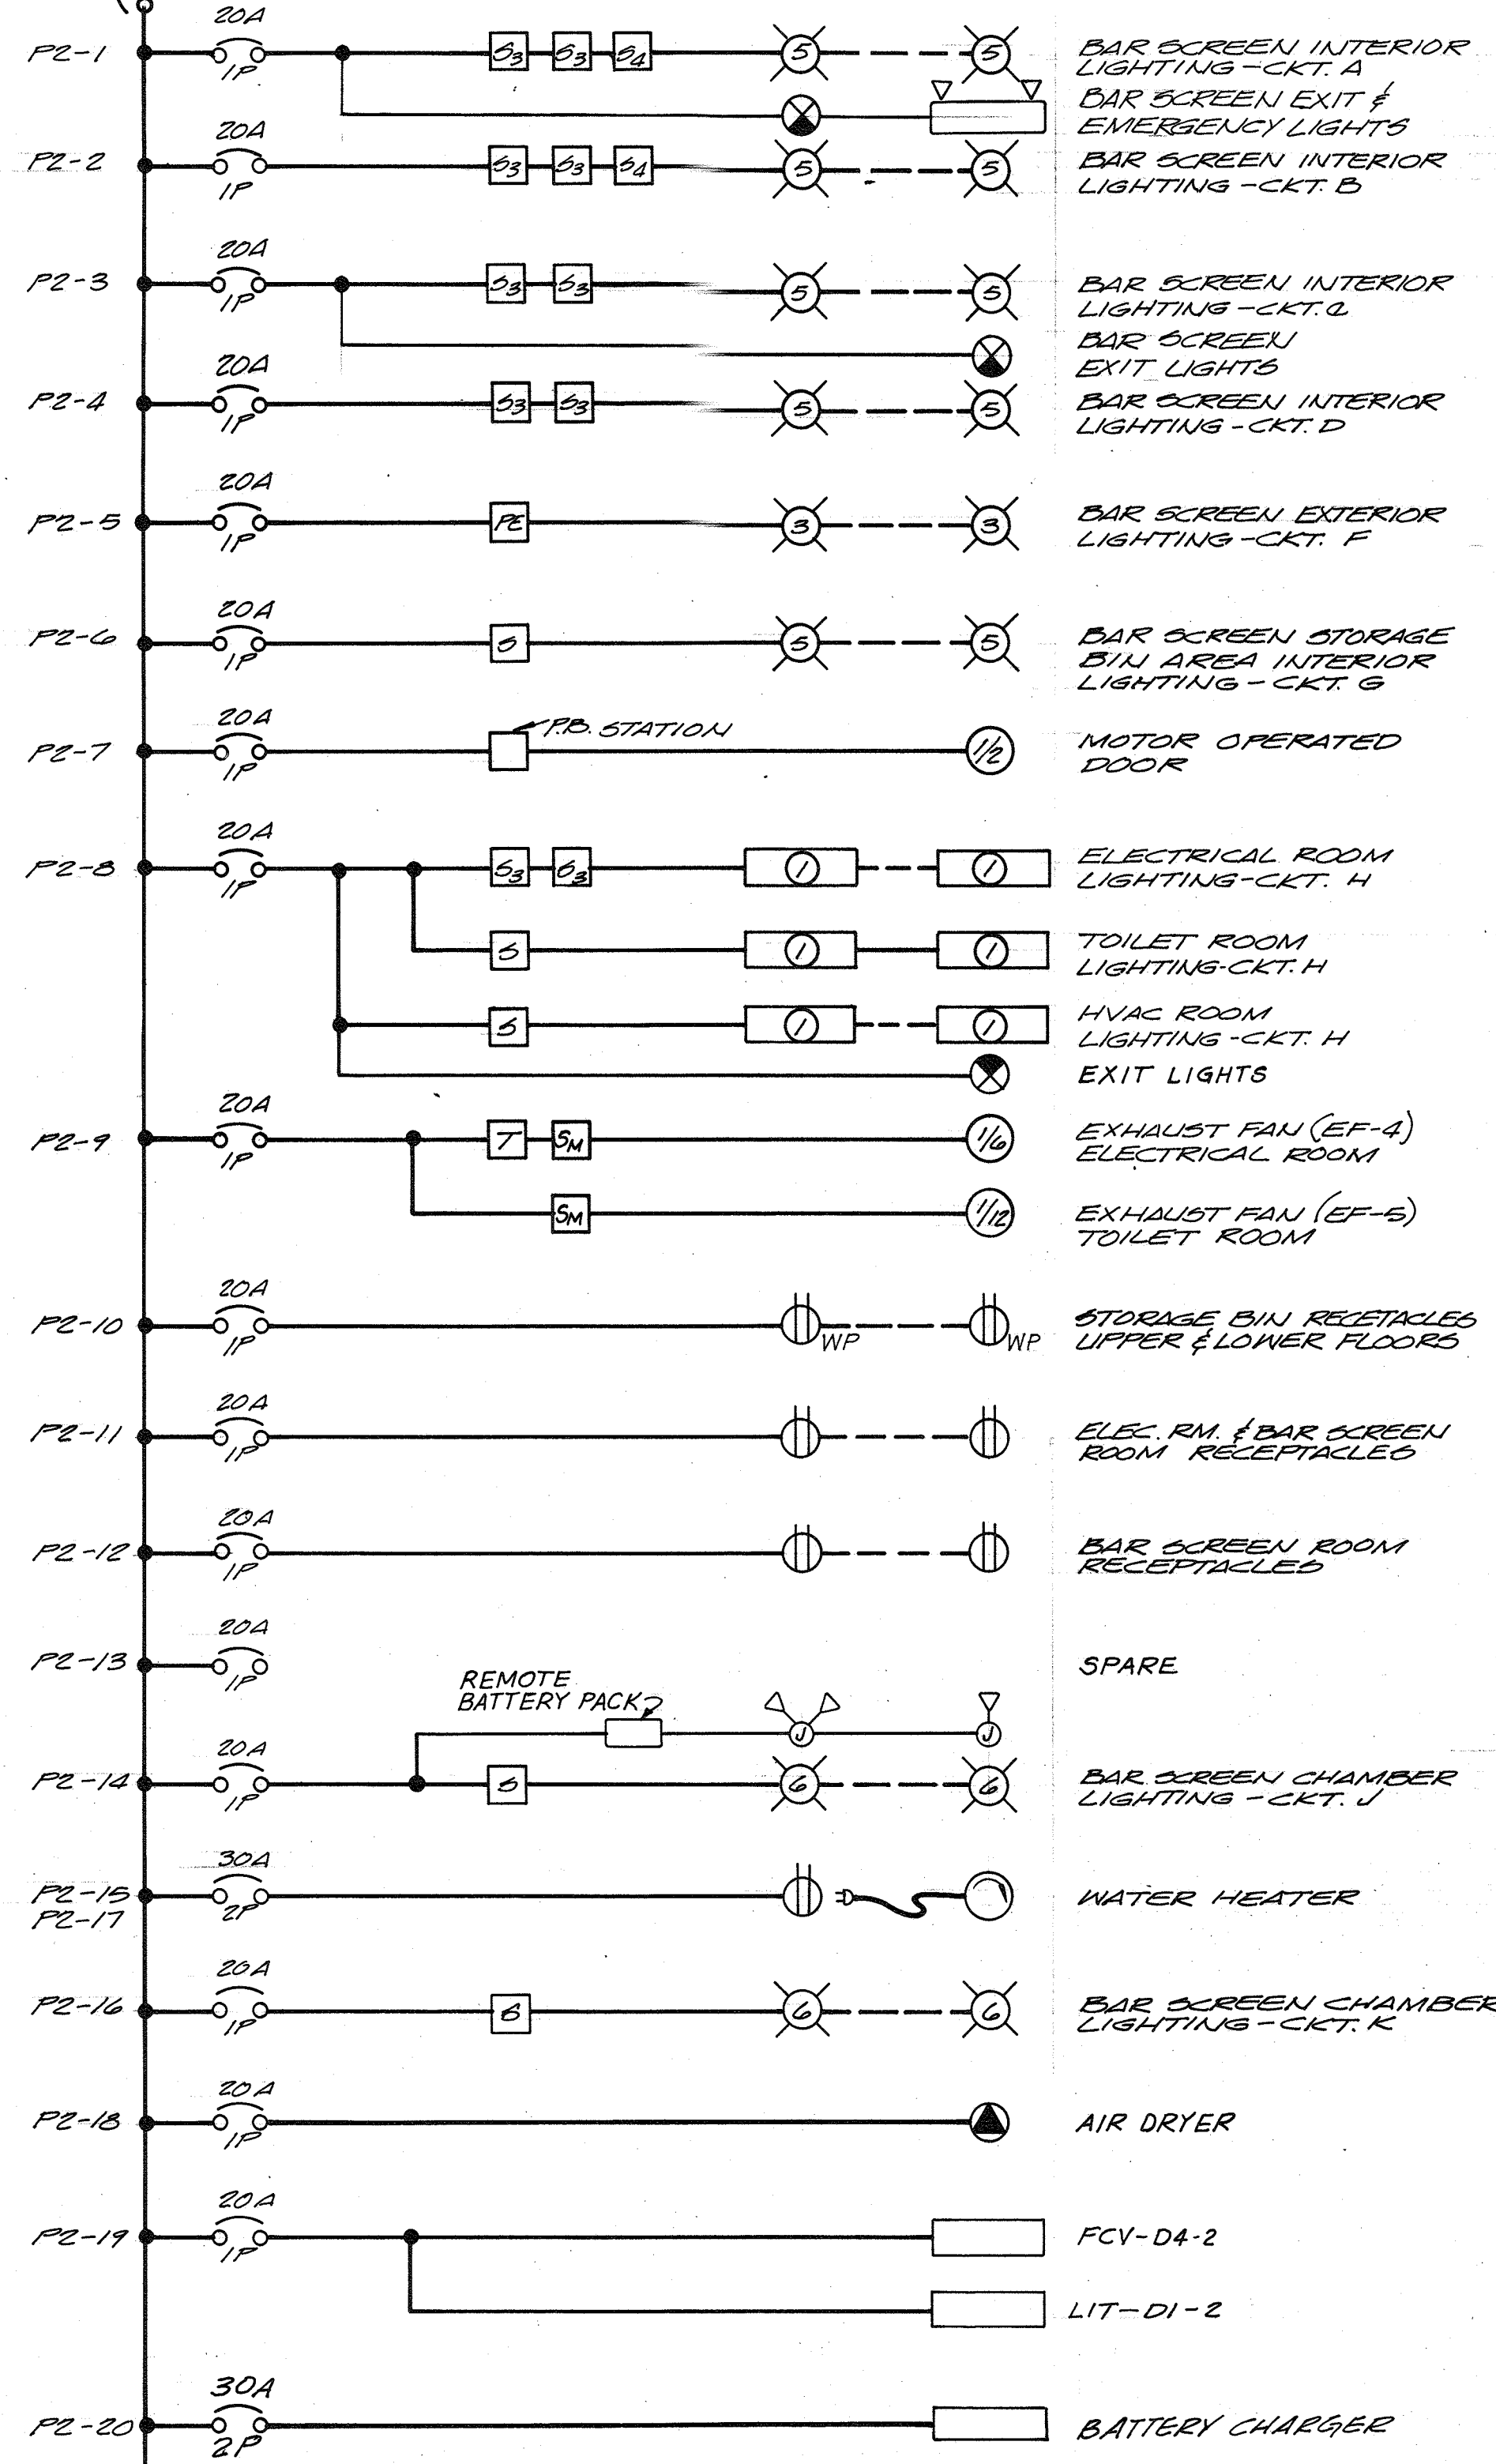 20A
P2-1
1P
S3 S3 S4
5 5
BAR SCREEN INTERIOR
LIGHTING-CKT. A
BAR SCREEN EXIT &
EMERGENCY LIGHTS
20A
P2-2
1P
S3 S3 S4
5 5
BAR SCREEN INTERIOR
LIGHTING-CKT. B
20A
P2-3
1P
S3 S3
5 5
BAR SCREEN INTERIOR
LIGHTING-CKT. C
BAR SCREEN
EXIT LIGHTS
20A
P2-4
1P
S3 S3
5 5
BAR SCREEN INTERIOR
LIGHTING-CKT. D
20A
P2-5
1P
PE
3 3
BAR SCREEN EXTERIOR
LIGHTING-CKT. F
20A
P2-6
1P
S
5 5
BAR SCREEN STORAGE
BIN AREA INTERIOR
LIGHTING-CKT. G
20A
P2-7
1P
P.B. STATION
1/2
MOTOR OPERATED
DOOR
20A
P2-8
1P
S3 S3
1 1
ELECTRICAL ROOM
LIGHTING-CKT. H
S
1 1
TOILET ROOM
LIGHTING-CKT. H
S
1 1
HVAC ROOM
LIGHTING-CKT. H
EXIT LIGHTS
20A
P2-9
1P
T SM
1/6
EXHAUST FAN (EF-4)
ELECTRICAL ROOM
SM
1/12
EXHAUST FAN (EF-5)
TOILET ROOM
20A
P2-10
1P
WP WP
STORAGE BIN RECETACLES
UPPER & LOWER FLOORS
20A
P2-11
1P
ELEC. RM. & BAR SCREEN
ROOM RECEPTACLES
20A
P2-12
1P
BAR SCREEN ROOM
RECEPTACLES
20A
P2-13
1P
SPARE
REMOTE
BATTERY PACK
J J
20A
P2-14
1P
S
6 6
BAR SCREEN CHAMBER
LIGHTING-CKT. J
30A
P2-15
P2-17
2P
WATER HEATER
20A
P2-16
1P
S
6 6
BAR SCREEN CHAMBER
LIGHTING-CKT. K
20A
P2-18
1P
AIR DRYER
20A
P2-19
1P
FCV-D4-2
LIT-D1-2
30A
P2-20
2P
BATTERY CHARGER